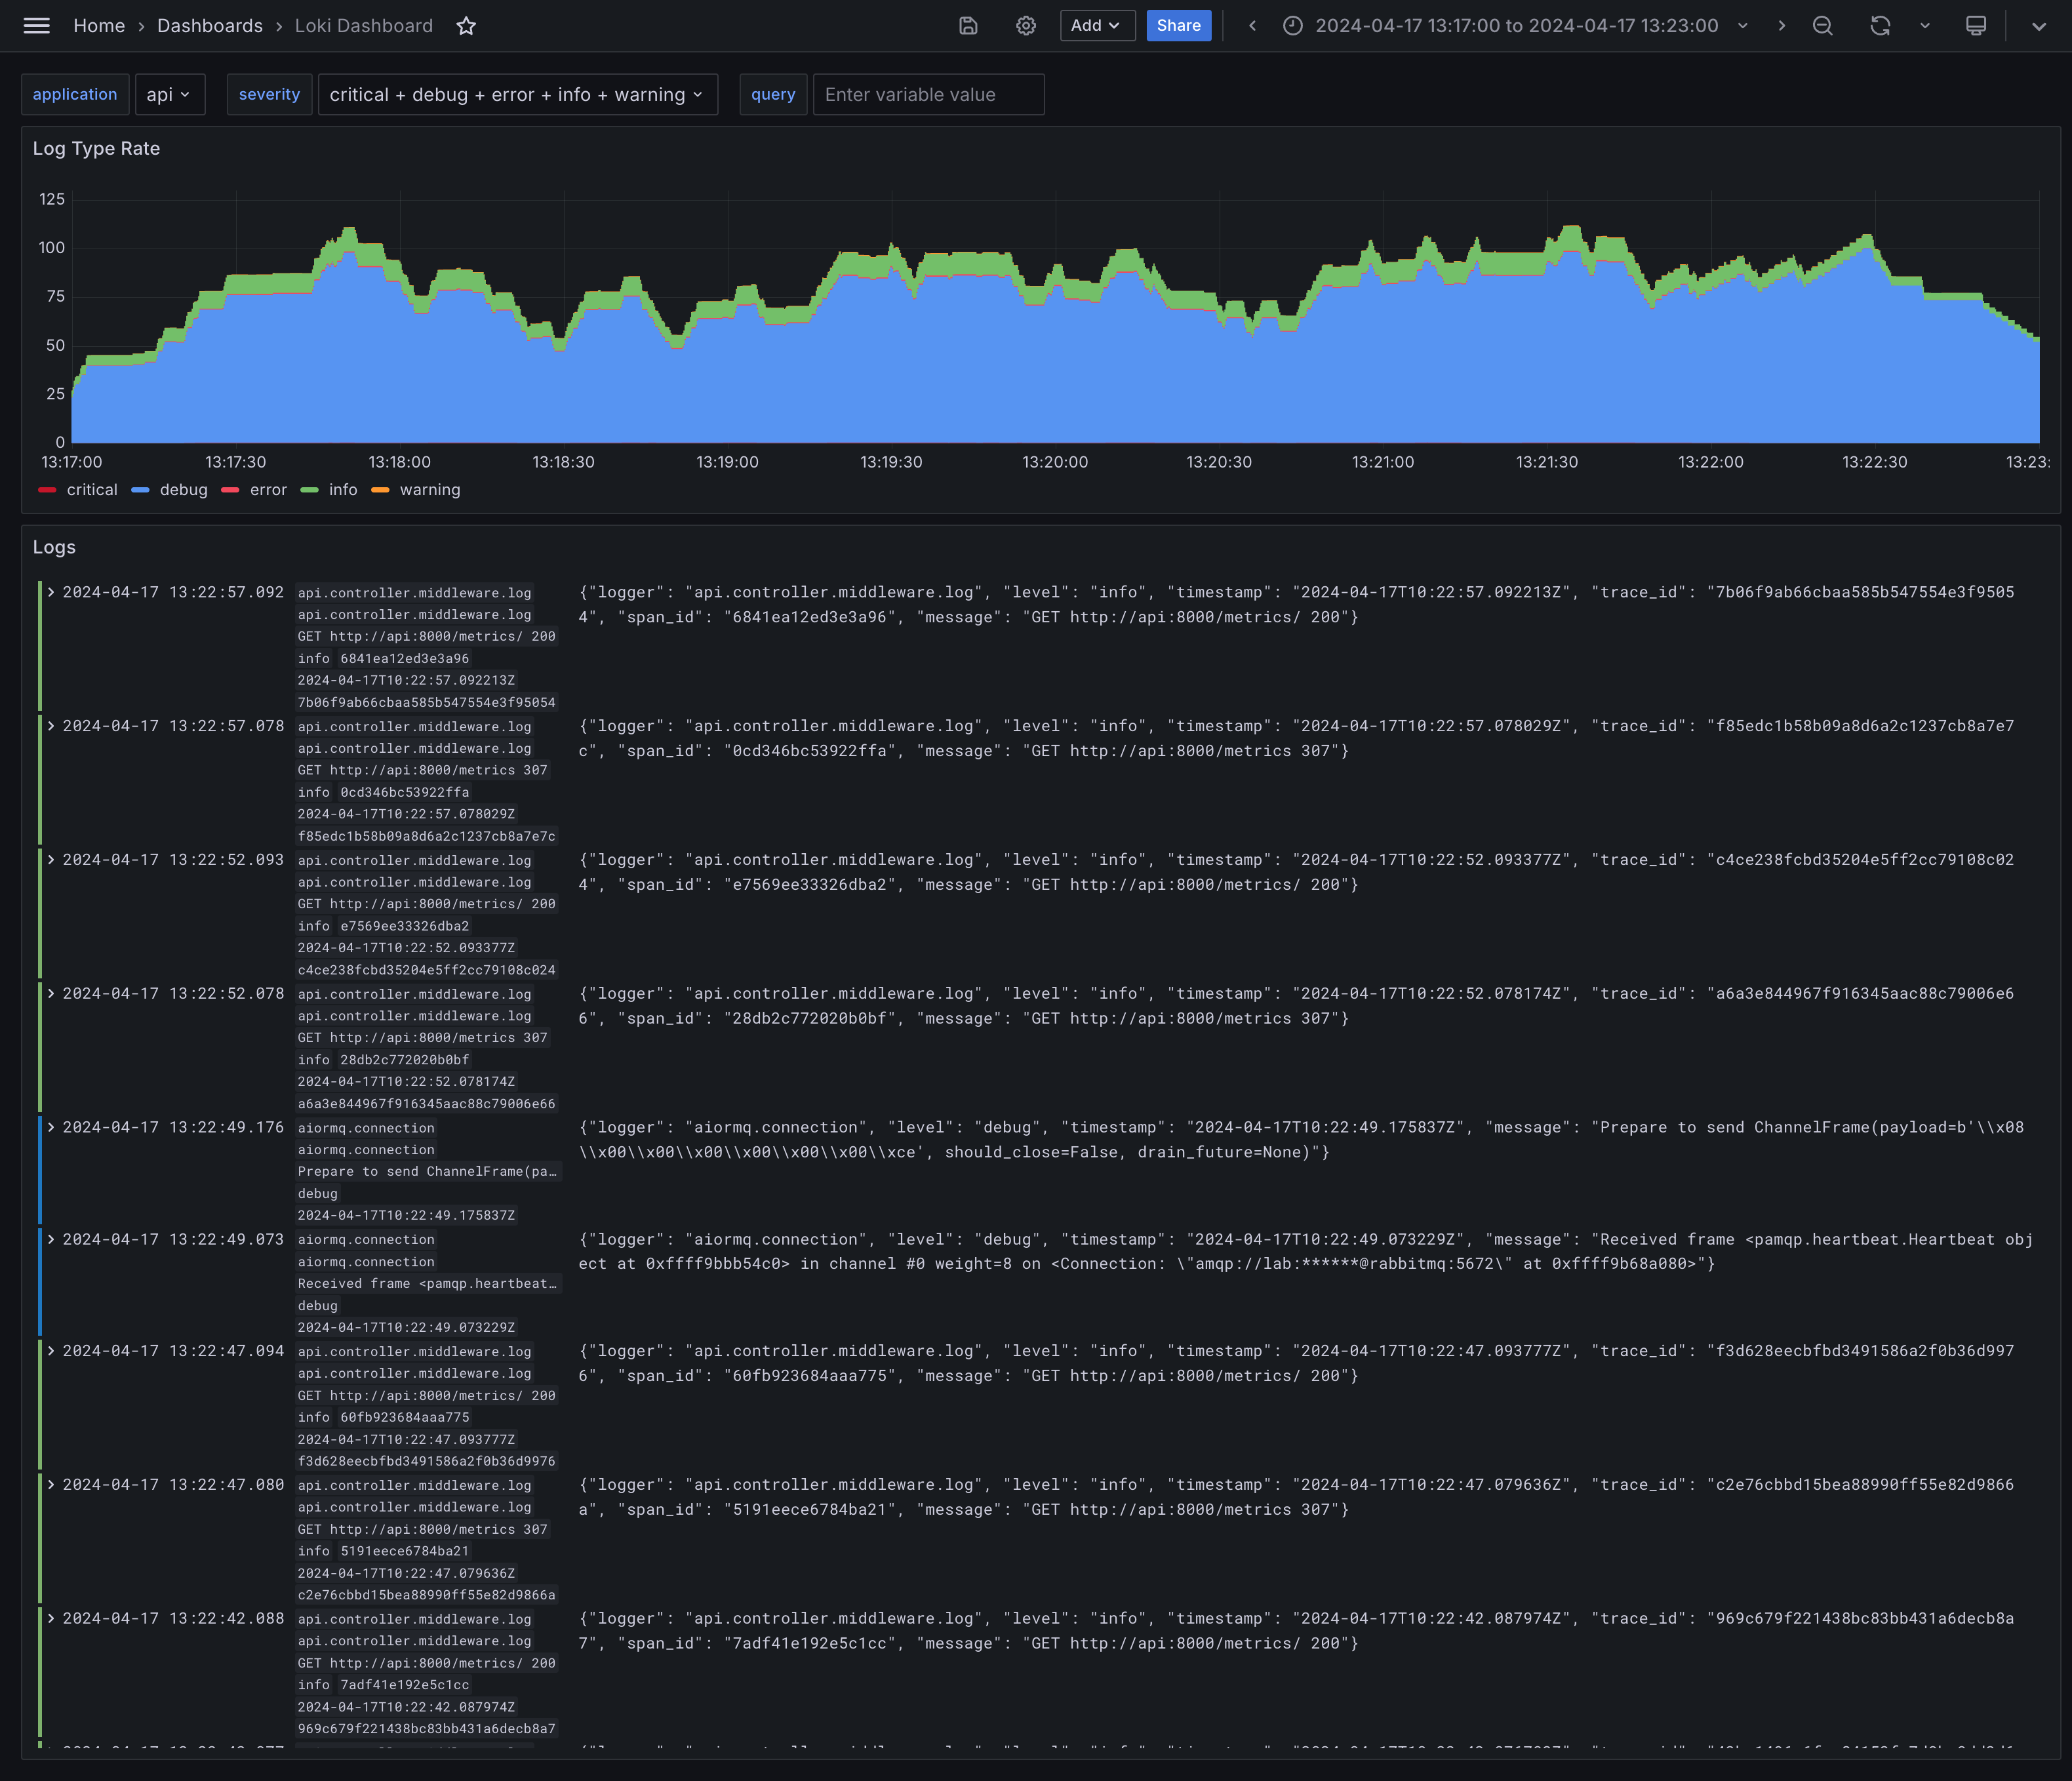 Home › Dashboards › Loki Dashboard Add Share 2024-04-17 13:17:00 to 2024-04-17 13:23:00
application api severity critical + debug + error + info + warning query Enter variable value
Log Type Rate
125
100
75
50
25
0
13:17:00 13:17:30 13:18:00 13:18:30 13:19:00 13:19:30 13:20:00 13:20:30 13:21:00 13:21:30 13:22:00 13:22:30 13:23:
critical debug error info warning
Logs
2024-04-17 13:22:57.092 api.controller.middleware.log {"logger": "api.controller.middleware.log", "level": "info", "timestamp": "2024-04-17T10:22:57.092213Z", "trace_id": "7b06f9ab66cbaa585b547554e3f9505
api.controller.middleware.log 4", "span_id": "6841ea12ed3e3a96", "message": "GET http://api:8000/metrics/ 200"}
GET http://api:8000/metrics/ 200
info 6841ea12ed3e3a96
2024-04-17T10:22:57.092213Z
7b06f9ab66cbaa585b547554e3f95054
2024-04-17 13:22:57.078 api.controller.middleware.log {"logger": "api.controller.middleware.log", "level": "info", "timestamp": "2024-04-17T10:22:57.078029Z", "trace_id": "f85edc1b58b09a8d6a2c1237cb8a7e7
api.controller.middleware.log c", "span_id": "0cd346bc53922ffa", "message": "GET http://api:8000/metrics 307"}
GET http://api:8000/metrics 307
info 0cd346bc53922ffa
2024-04-17T10:22:57.078029Z
f85edc1b58b09a8d6a2c1237cb8a7e7c
2024-04-17 13:22:52.093 api.controller.middleware.log {"logger": "api.controller.middleware.log", "level": "info", "timestamp": "2024-04-17T10:22:52.093377Z", "trace_id": "c4ce238fcbd35204e5ff2cc79108c02
api.controller.middleware.log 4", "span_id": "e7569ee33326dba2", "message": "GET http://api:8000/metrics/ 200"}
GET http://api:8000/metrics/ 200
info e7569ee33326dba2
2024-04-17T10:22:52.093377Z
c4ce238fcbd35204e5ff2cc79108c024
2024-04-17 13:22:52.078 api.controller.middleware.log {"logger": "api.controller.middleware.log", "level": "info", "timestamp": "2024-04-17T10:22:52.078174Z", "trace_id": "a6a3e844967f916345aac88c79006e6
api.controller.middleware.log 6", "span_id": "28db2c772020b0bf", "message": "GET http://api:8000/metrics 307"}
GET http://api:8000/metrics 307
info 28db2c772020b0bf
2024-04-17T10:22:52.078174Z
a6a3e844967f916345aac88c79006e66
2024-04-17 13:22:49.176 aiormq.connection {"logger": "aiormq.connection", "level": "debug", "timestamp": "2024-04-17T10:22:49.175837Z", "message": "Prepare to send ChannelFrame(payload=b'\\x08
aiormq.connection \\x00\\x00\\x00\\x00\\x00\\x00\\xce', should_close=False, drain_future=None)"}
Prepare to send ChannelFrame(pa…
debug
2024-04-17T10:22:49.175837Z
2024-04-17 13:22:49.073 aiormq.connection {"logger": "aiormq.connection", "level": "debug", "timestamp": "2024-04-17T10:22:49.073229Z", "message": "Received frame <pamqp.heartbeat.Heartbeat obj
aiormq.connection ect at 0xffff9bbb54c0> in channel #0 weight=8 on <Connection: \"amqp://lab:******@rabbitmq:5672\" at 0xffff9b68a080>"}
Received frame <pamqp.heartbeat…
debug
2024-04-17T10:22:49.073229Z
2024-04-17 13:22:47.094 api.controller.middleware.log {"logger": "api.controller.middleware.log", "level": "info", "timestamp": "2024-04-17T10:22:47.093777Z", "trace_id": "f3d628eecbfbd3491586a2f0b36d997
api.controller.middleware.log 6", "span_id": "60fb923684aaa775", "message": "GET http://api:8000/metrics/ 200"}
GET http://api:8000/metrics/ 200
info 60fb923684aaa775
2024-04-17T10:22:47.093777Z
f3d628eecbfbd3491586a2f0b36d9976
2024-04-17 13:22:47.080 api.controller.middleware.log {"logger": "api.controller.middleware.log", "level": "info", "timestamp": "2024-04-17T10:22:47.079636Z", "trace_id": "c2e76cbbd15bea88990ff55e82d9866
api.controller.middleware.log a", "span_id": "5191eece6784ba21", "message": "GET http://api:8000/metrics 307"}
GET http://api:8000/metrics 307
info 5191eece6784ba21
2024-04-17T10:22:47.079636Z
c2e76cbbd15bea88990ff55e82d9866a
2024-04-17 13:22:42.088 api.controller.middleware.log {"logger": "api.controller.middleware.log", "level": "info", "timestamp": "2024-04-17T10:22:42.087974Z", "trace_id": "969c679f221438bc83bb431a6decb8a
api.controller.middleware.log 7", "span_id": "7adf41e192e5c1cc", "message": "GET http://api:8000/metrics/ 200"}
GET http://api:8000/metrics/ 200
info 7adf41e192e5c1cc
2024-04-17T10:22:42.087974Z
969c679f221438bc83bb431a6decb8a7